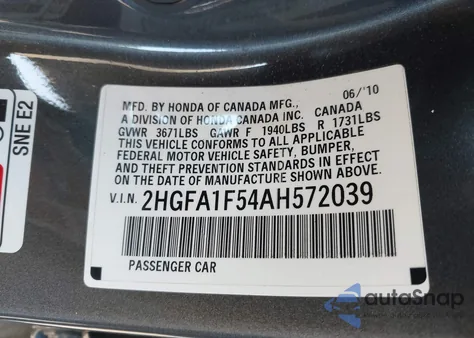 SNE E2
MFD. BY HONDA OF CANADA MFG., 06/'10
A DIVISION OF HONDA CANADA INC. CANADA
GVWR 3671LBS GAWR F 1940LBS R 1731LBS
THIS VEHICLE CONFORMS TO ALL APPLICABLE
FEDERAL MOTOR VEHICLE SAFETY, BUMPER,
AND THEFT PREVENTION STANDARDS IN EFFECT
ON THE DATE OF MANUFACTURE SHOWN ABOVE.
V.I.N. 2HGFA1F54AH572039
PASSENGER CAR
autoSnap